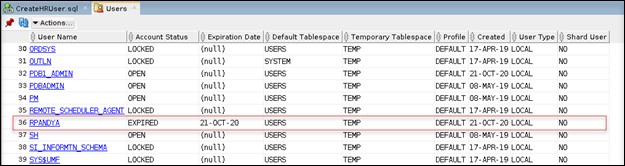 CreateHRUser.sql Users
Actions...
User Name Account Status Expiration Date Default Tablespace Temporary Tablespace Profile Created User Type Shard User
30 ORDSYS LOCKED (null) USERS TEMP DEFAULT 17-APR-19 LOCAL NO
31 OUTLN LOCKED (null) SYSTEM TEMP DEFAULT 17-APR-19 LOCAL NO
32 PDB1_ADMIN OPEN (null) USERS TEMP DEFAULT 21-OCT-20 LOCAL NO
33 PDBADMIN OPEN (null) USERS TEMP DEFAULT 08-MAY-19 LOCAL NO
34 PM OPEN (null) USERS TEMP DEFAULT 08-MAY-19 LOCAL NO
35 REMOTE_SCHEDULER_AGENT LOCKED (null) USERS TEMP DEFAULT 17-APR-19 LOCAL NO
36 RPANDYA EXPIRED 21-OCT-20 USERS TEMP DEFAULT 21-OCT-20 LOCAL NO
37 SH OPEN (null) USERS TEMP DEFAULT 08-MAY-19 LOCAL NO
38 SI_INFORMTN_SCHEMA LOCKED (null) USERS TEMP DEFAULT 17-APR-19 LOCAL NO
39 SYS$UMF LOCKED (null) USERS TEMP DEFAULT 17-APR-19 LOCAL NO